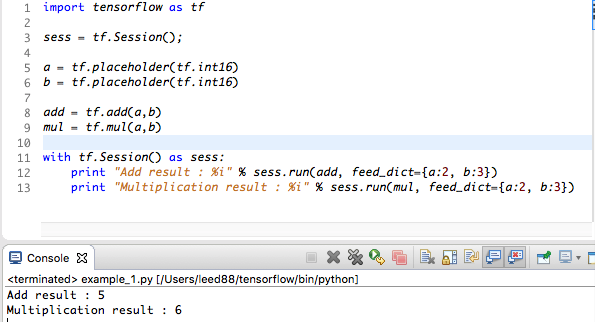 1 import tensorflow as tf
2
3 sess = tf.Session();
4
5 a = tf.placeholder(tf.int16)
6 b = tf.placeholder(tf.int16)
7
8 add = tf.add(a,b)
9 mul = tf.mul(a,b)
10
11 with tf.Session() as sess:
12     print "Add result : %i" % sess.run(add, feed_dict={a:2, b:3})
13     print "Multiplication result : %i" % sess.run(mul, feed_dict={a:2, b:3})
Console
<terminated> example_1.py [/Users/leed88/tensorflow/bin/python]
Add result : 5
Multiplication result : 6